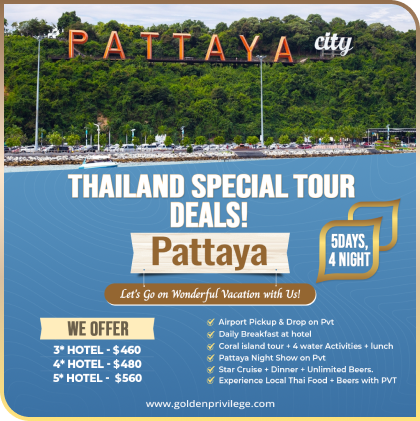 PATTAYA city
THAILAND SPECIAL TOUR
DEALS!
Pattaya
5DAYS,
4 NIGHT
Let's Go on Wonderful Vacation with Us!
WE OFFER
3* HOTEL - $460
4* HOTEL - $480
5* HOTEL - $560
Airport Pickup & Drop on Pvt
Daily Breakfast at hotel
Coral island tour + 4 water Activities + lunch
Pattaya Night Show on Pvt
Star Cruise + Dinner + Unlimited Beers.
Experience Local Thai Food + Beers with PVT
www.goldenprivilege.com